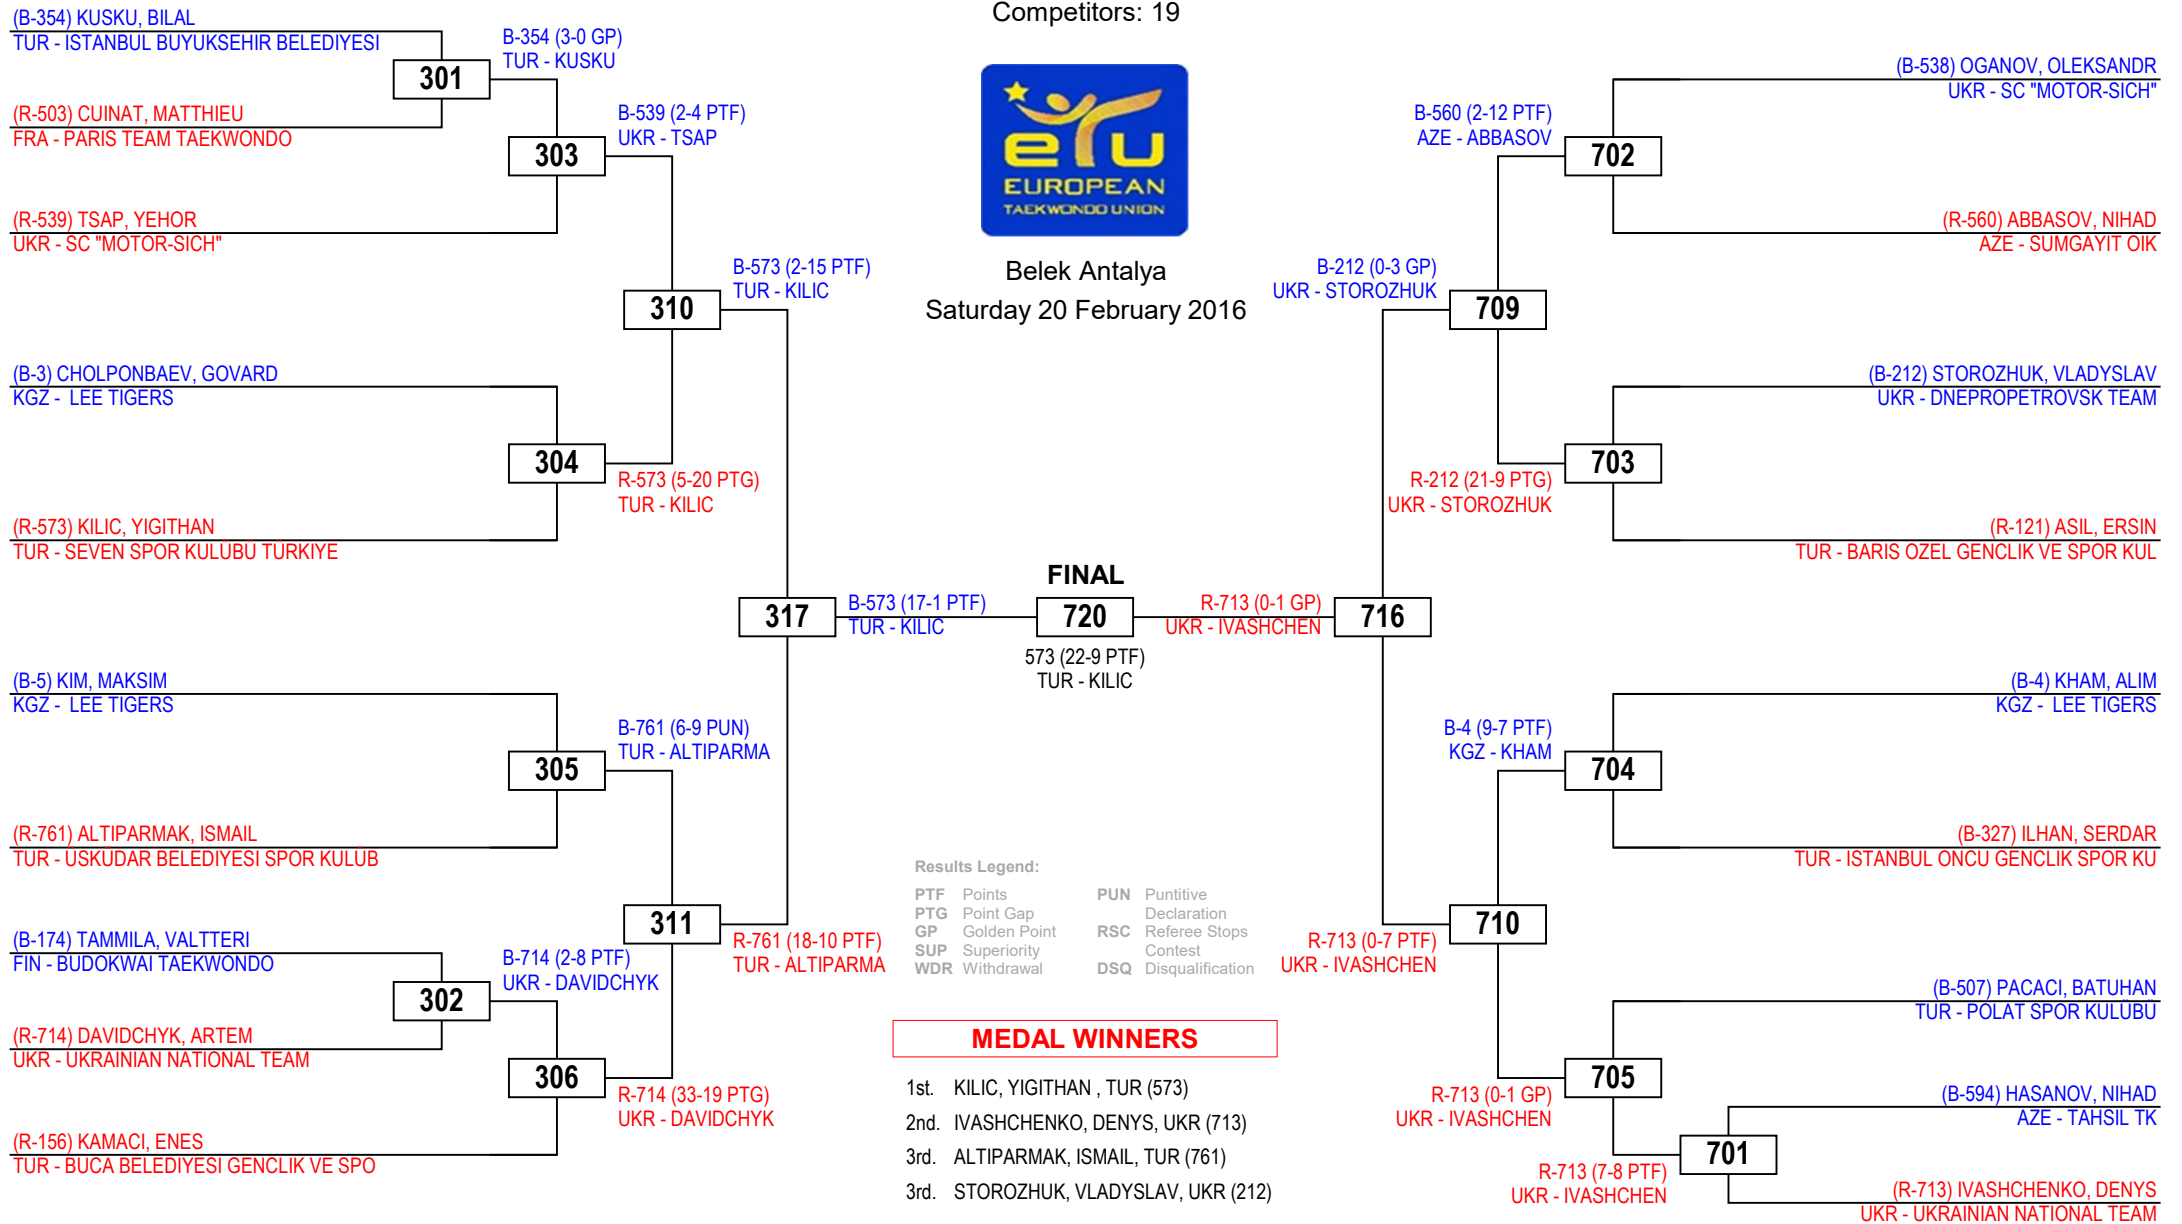 Competitors: 19
eTu
EUROPEAN
TAEKWONDO UNION
Belek Antalya
Saturday 20 February 2016
(B-354) KUSKU, BILAL
TUR - ISTANBUL BUYUKSEHIR BELEDIYESI
301
(R-503) CUINAT, MATTHIEU
FRA - PARIS TEAM TAEKWONDO
B-354 (3-0 GP)
TUR - KUSKU
303
(R-539) TSAP, YEHOR
UKR - SC "MOTOR-SICH"
B-539 (2-4 PTF)
UKR - TSAP
310
B-573 (2-15 PTF)
TUR - KILIC
(B-3) CHOLPONBAEV, GOVARD
KGZ -  LEE TIGERS
304
R-573 (5-20 PTG)
TUR - KILIC
(R-573) KILIC, YIGITHAN
TUR - SEVEN SPOR KULÜBÜ TÜRKIYE
317
B-573 (17-1 PTF)
TUR - KILIC
(B-5) KIM, MAKSIM
KGZ -  LEE TIGERS
305
B-761 (6-9 PUN)
TUR - ALTIPARMA
(R-761) ALTIPARMAK, ISMAIL
TUR - ÜSKÜDAR BELEDIYESI SPOR KULÜB
311
R-761 (18-10 PTF)
TUR - ALTIPARMA
(B-174) TAMMILA, VALTTERI
FIN - BUDOKWAI TAEKWONDO
302
B-714 (2-8 PTF)
UKR - DAVIDCHYK
(R-714) DAVIDCHYK, ARTEM
UKR - UKRAINIAN NATIONAL TEAM
306
R-714 (33-19 PTG)
UKR - DAVIDCHYK
(R-156) KAMACI, ENES
TUR - BUCA BELEDIYESI GENCLIK VE SPO
FINAL
720
573 (22-9 PTF)
TUR - KILIC
(B-538) OGANOV, OLEKSANDR
UKR - SC "MOTOR-SICH"
B-560 (2-12 PTF)
AZE - ABBASOV
702
(R-560) ABBASOV, NIHAD
AZE - SUMGAYIT OIK
B-212 (0-3 GP)
UKR - STOROZHUK
709
(B-212) STOROZHUK, VLADYSLAV
UKR - DNEPROPETROVSK TEAM
703
R-212 (21-9 PTG)
UKR - STOROZHUK
(R-121) ASIL, ERSIN
TUR - BARIS OZEL GENCLIK VE SPOR KUL
R-713 (0-1 GP)
UKR - IVASHCHEN
716
(B-4) KHAM, ALIM
KGZ -  LEE TIGERS
B-4 (9-7 PTF)
KGZ - KHAM
704
(B-327) ILHAN, SERDAR
TUR - ISTANBUL ONCU GENCLIK SPOR KU
710
R-713 (0-7 PTF)
UKR - IVASHCHEN
(B-507) PACACI, BATUHAN
TUR - POLAT SPOR KULÜBÜ
705
R-713 (0-1 GP)
UKR - IVASHCHEN
(B-594) HASANOV, NIHAD
AZE - TAHSIL TK
701
R-713 (7-8 PTF)
UKR - IVASHCHEN
(R-713) IVASHCHENKO, DENYS
UKR - UKRAINIAN NATIONAL TEAM
Results Legend:
PTF Points
PTG Point Gap
GP Golden Point
SUP Superiority
WDR Withdrawal
PUN Puntitive
Declaration
RSC Referee Stops
Contest
DSQ Disqualification
MEDAL WINNERS
1st. KILIC, YIGITHAN , TUR (573)
2nd. IVASHCHENKO, DENYS, UKR (713)
3rd. ALTIPARMAK, ISMAIL, TUR (761)
3rd. STOROZHUK, VLADYSLAV, UKR (212)